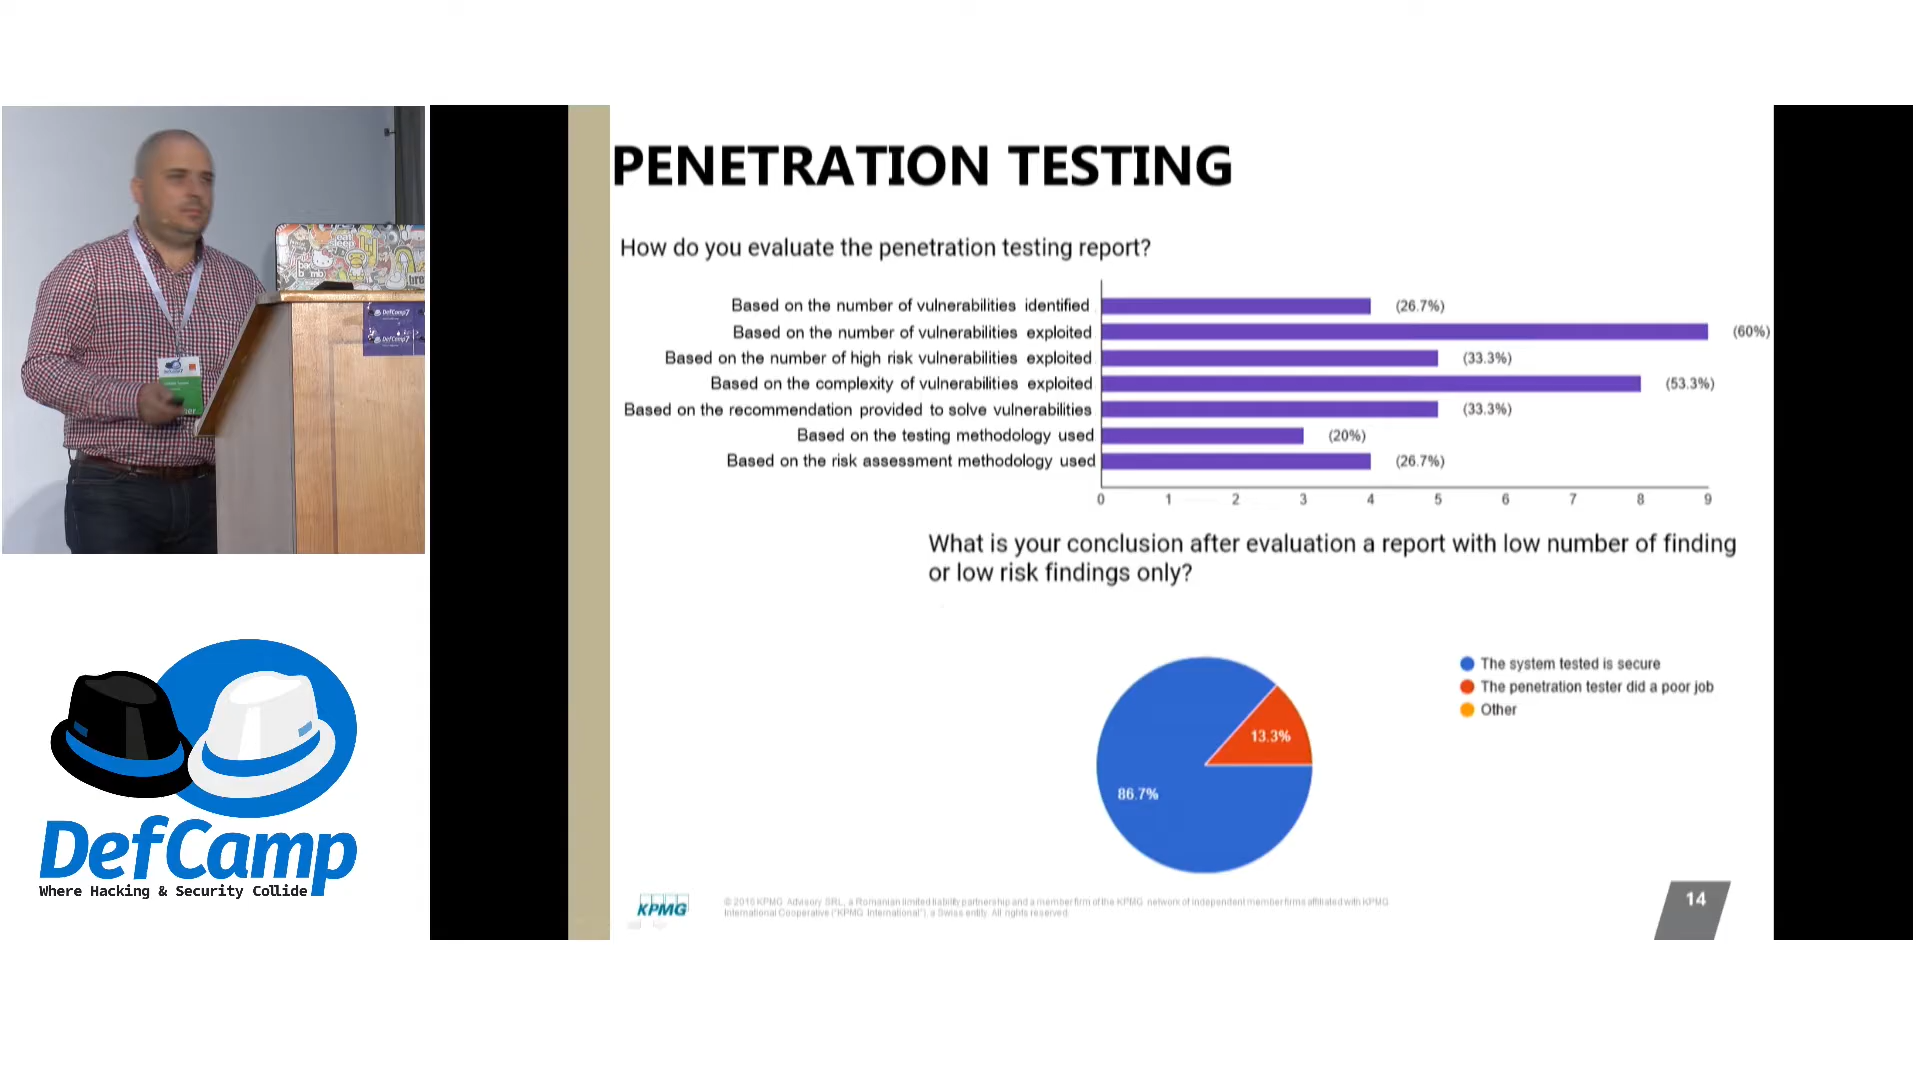 PENETRATION TESTING
How do you evaluate the penetration testing report?
Based on the number of vulnerabilities identified (26.7%)
Based on the number of vulnerabilities exploited (60%)
Based on the number of high risk vulnerabilities exploited (33.3%)
Based on the complexity of vulnerabilities exploited (53.3%)
Based on the recommendation provided to solve vulnerabilities (33.3%)
Based on the testing methodology used (20%)
Based on the risk assessment methodology used (26.7%)
0 1 2 3 4 5 6 7 8 9
What is your conclusion after evaluation a report with low number of finding
or low risk findings only?
The system tested is secure
The penetration tester did a poor job
Other
13.3%
86.7%
KPMG
© 2016 KPMG Advisory SRL, a Romanian limited liability partnership and a member firm of the KPMG network of independent member firms affiliated with KPMG
International Cooperative ("KPMG International"), a Swiss entity. All rights reserved.
14
DefCamp7
DefCamp7
DefCamp
Where Hacking & Security Collide